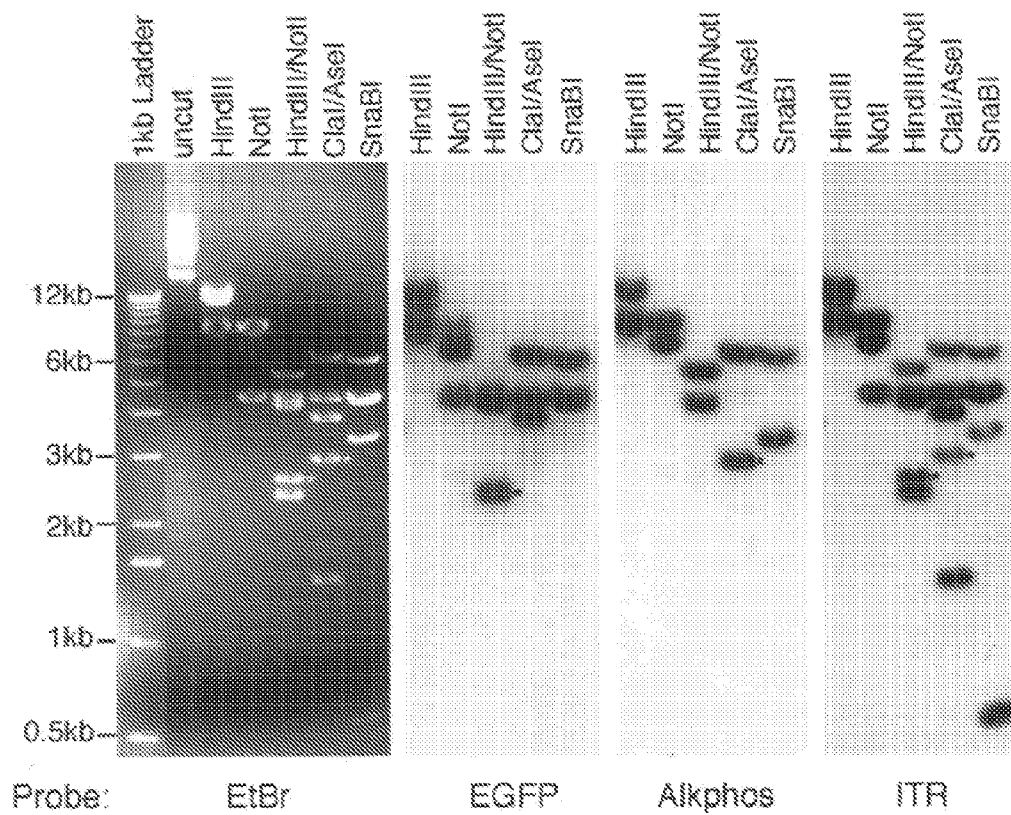 1kb Ladder
uncut
HindIII
NotI
HindIII/NotI
ClaI/AseI
SnaBI
HindIII
NotI
HindIII/NotI
ClaI/AseI
SnaBI
HindIII
NotI
HindIII/NotI
ClaI/AseI
SnaBI
HindIII
NotI
HindIII/NotI
ClaI/AseI
SnaBI
12kb
6kb
3kb
2kb
1kb
0.5kb
Probe: EtBr EGFP Alkphos ITR